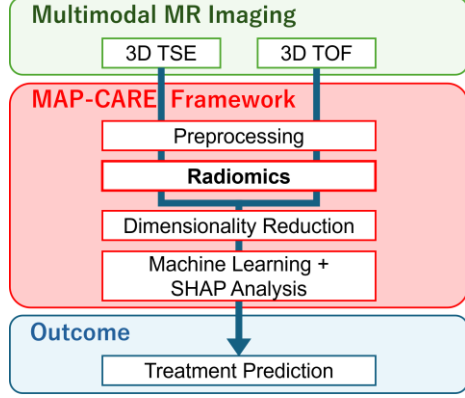 Multimodal MR Imaging
3D TSE 3D TOF
MAP-CARE Framework
Preprocessing
Radiomics
Dimensionality Reduction
Machine Learning +
SHAP Analysis
Outcome
Treatment Prediction